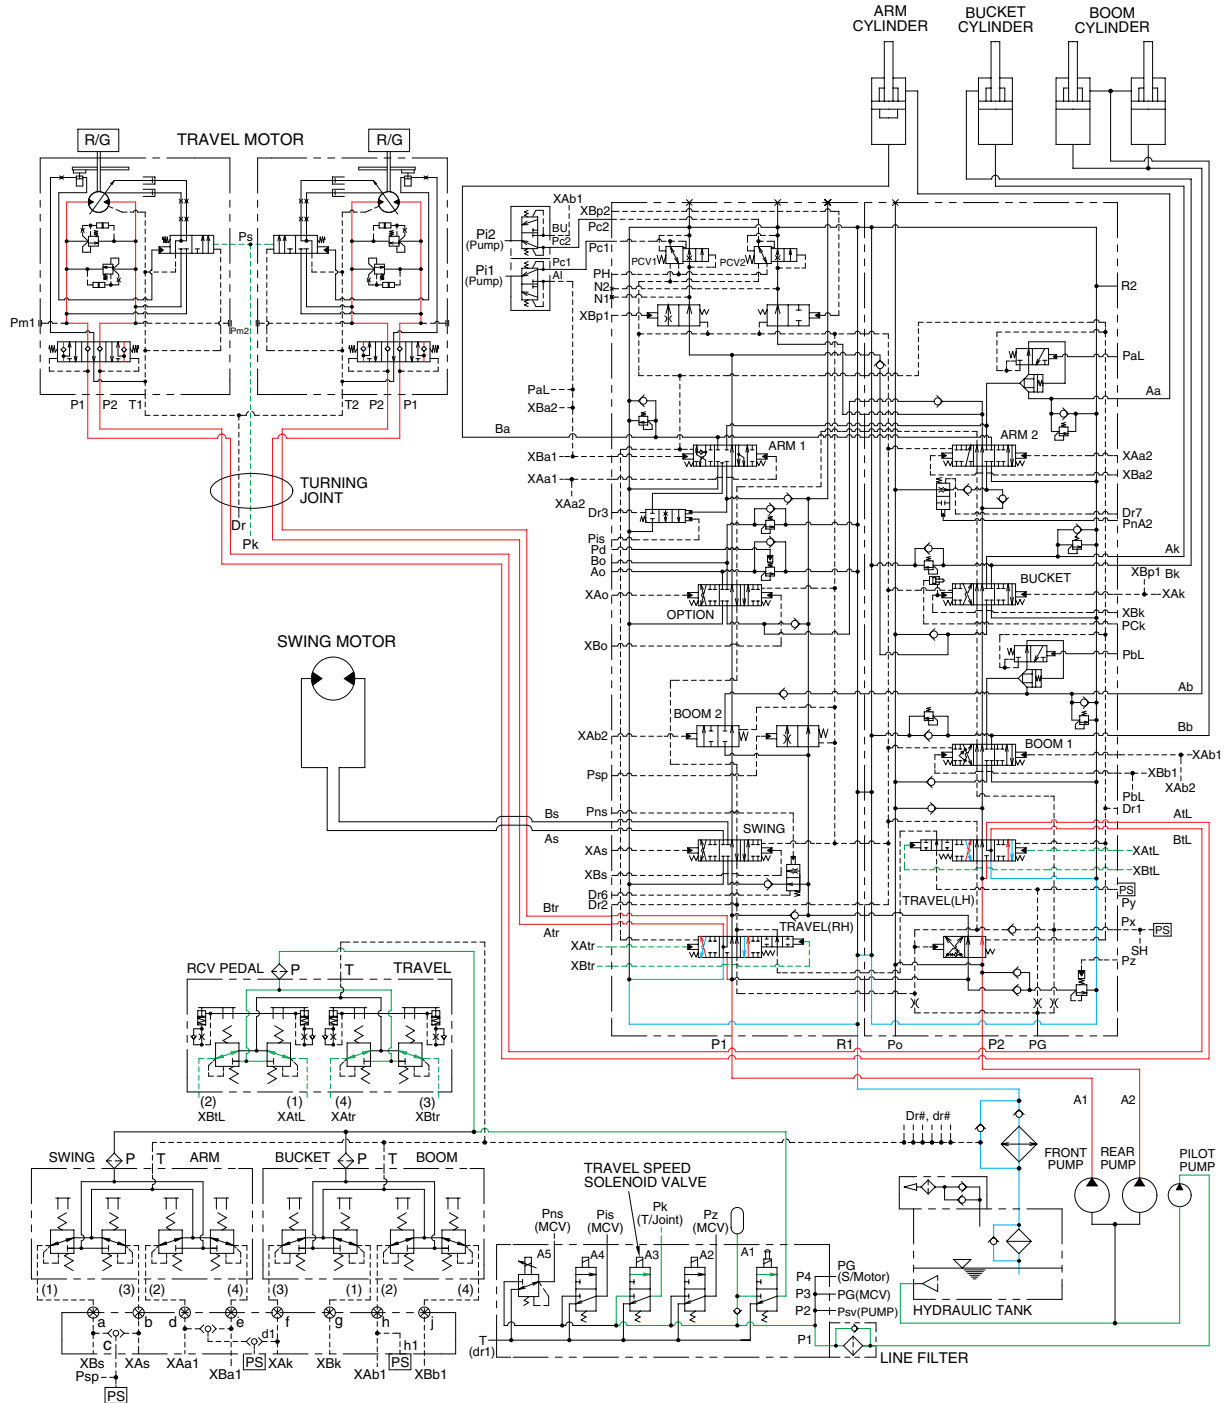 ARM
CYLINDER
BUCKET
CYLINDER
BOOM
CYLINDER
R/G
TRAVEL MOTOR
R/G
Ps
Pm1
Pm2
P1
P2
T1
T2
P2
P1
TURNING
JOINT
Dr
Pk
XAb1
XBp2
Pc2
BU
Pi2
(Pump)
Pc2
Pc1
Pc1
Pi1
(Pump)
AI
PH
N2
N1
XBp1
PCV1
PCV2
R2
PaL
Aa
PaL
XBa2
Ba
XBa1
XAa1
XAa2
ARM 1
ARM 2
XAa2
XBa2
Dr3
Dr7
PnA2
Pis
Pd
Bo
Ao
Ak
XBp1
Bk
XAo
OPTION
BUCKET
XAk
XBk
PCk
XBo
PbL
SWING MOTOR
Ab
BOOM 2
Bb
XAb2
BOOM 1
XAb1
Psp
XBb1
XAb2
PbL
Dr1
Pns
Bs
As
SWING
AtL
BtL
XAs
XAtL
XBs
XBtL
Dr6
Dr2
PS
Py
TRAVEL(LH)
Btr
Atr
TRAVEL(RH)
Px
PS
XAtr
SH
XBtr
Pz
RCV PEDAL
P
T
TRAVEL
P1
R1
Po
P2
PG
(2)
(1)
(4)
(3)
XBtL
XAtL
XAtr
XBtr
A1
A2
Dr#, dr#
SWING
P
T
ARM
BUCKET
P
T
BOOM
FRONT
PUMP
REAR
PUMP
PILOT
PUMP
TRAVEL SPEED
SOLENOID VALVE
Pns
(MCV)
Pis
(MCV)
Pk
(T/Joint)
Pz
(MCV)
A5
A4
A3
A2
A1
PG
P4
(S/Motor)
P3
PG(MCV)
P2
Psv(PUMP)
P1
T
(dr1)
LINE FILTER
HYDRAULIC TANK
(1)
(3)
(2)
(4)
(3)
(1)
(2)
(4)
a
b
d
e
f
g
h
j
c
d1
h1
XBs
XAs
XAa1
PS
XAk
XBk
XAb1
PS
XBb1
Psp
XBa1
PS